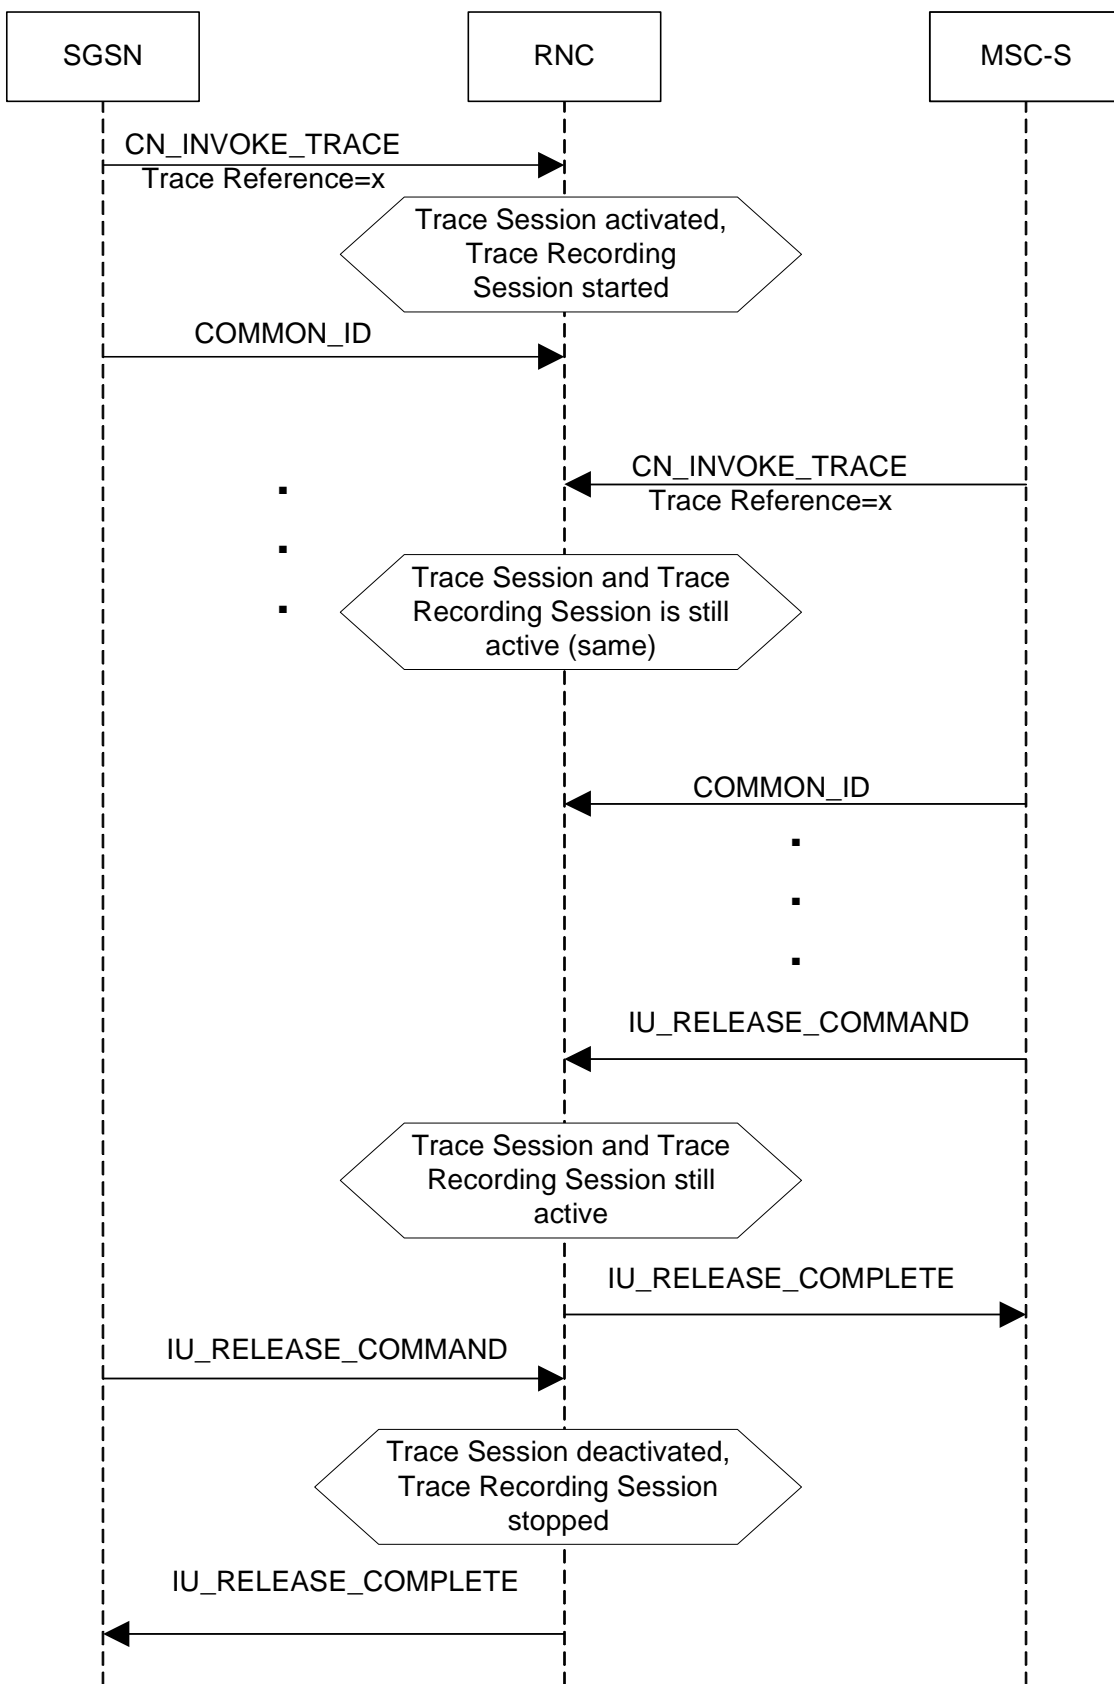 SGSN
RNC
MSC-S
CN_INVOKE_TRACE
Trace Reference=x
Trace Session activated,
Trace Recording
Session started
COMMON_ID
CN_INVOKE_TRACE
Trace Reference=x
Trace Session and Trace
Recording Session is still
active (same)
COMMON_ID
IU_RELEASE_COMMAND
Trace Session and Trace
Recording Session still
active
IU_RELEASE_COMPLETE
IU_RELEASE_COMMAND
Trace Session deactivated,
Trace Recording Session
stopped
IU_RELEASE_COMPLETE